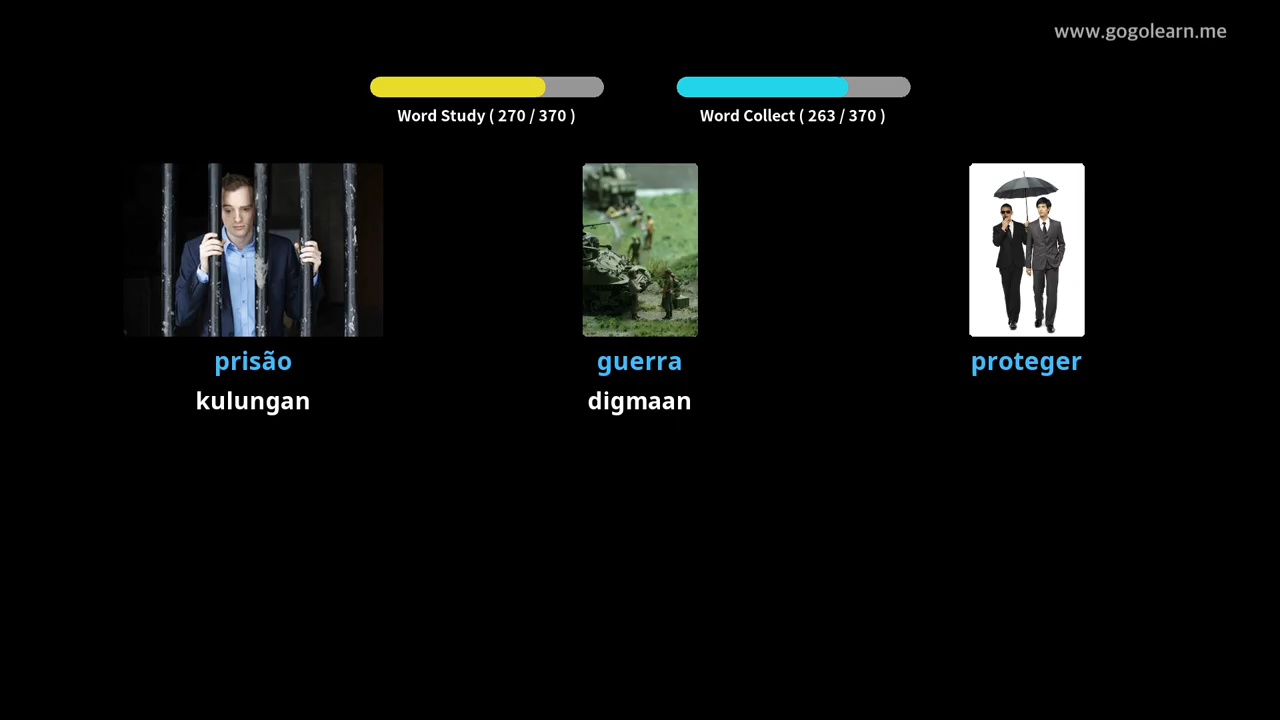 www.gogolearn.me
Word Study ( 270 / 370 )
Word Collect ( 263 / 370 )
prisão
guerra
proteger
kulungan
digmaan